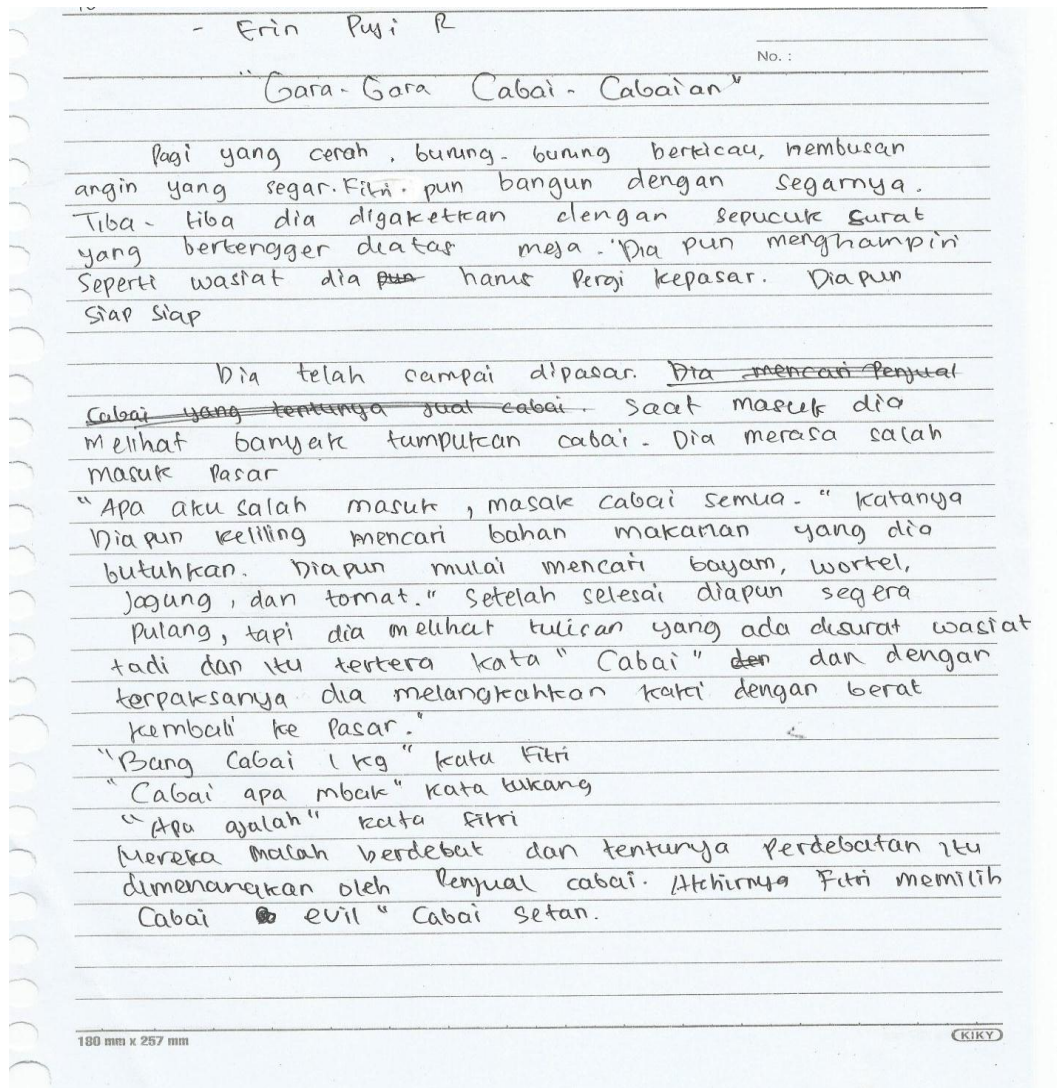 - Erin Puji R
No. :
"Gara - Gara Cabai - Cabaian"
Pagi yang cerah, burung - burung berkicau, hembusan
angin yang segar. Fitri. pun bangun dengan segarnya.
Tiba - tiba dia digaketkan dengan sepucuk surat
yang bertengger diatas meja. "Dia pun menghampiri
Seperti wasiat dia pun harus Pergi kepasar. Diapun
Siap Siap
Dia telah sampai dipasar. Dia mencari Penjual
Cabai yang tentunya jual cabai. Saat masuk dia
melihat banyak tumpukan cabai. Dia merasa salah
masuk Pasar
"Apa aku salah masuk, masak cabai semua." katanya
Dia pun keliling mencari bahan makanan yang dia
butuhkan. Diapun mulai mencari bayam, wortel,
Jagung, dan tomat." Setelah selesai diapun segera
Pulang, tapi dia melihat tulisan yang ada disurat wasiat
tadi dan itu tertera kata " Cabai " den dan dengan
terpaksanya dia melangkahkan kaki dengan berat
kembali ke Pasar."
"Bang Cabai 1 kg" kata Fitri
"Cabai apa mbak" kata tukang
"Apa ajalah" kata Fitri
Mereka malah berdebat dan tentunya Perdebatan itu
dimenangkan oleh Penjual cabai. Akhirnya Fitri memilih
Cabai evil " Cabai Setan.
180 mm x 257 mm
KIKY